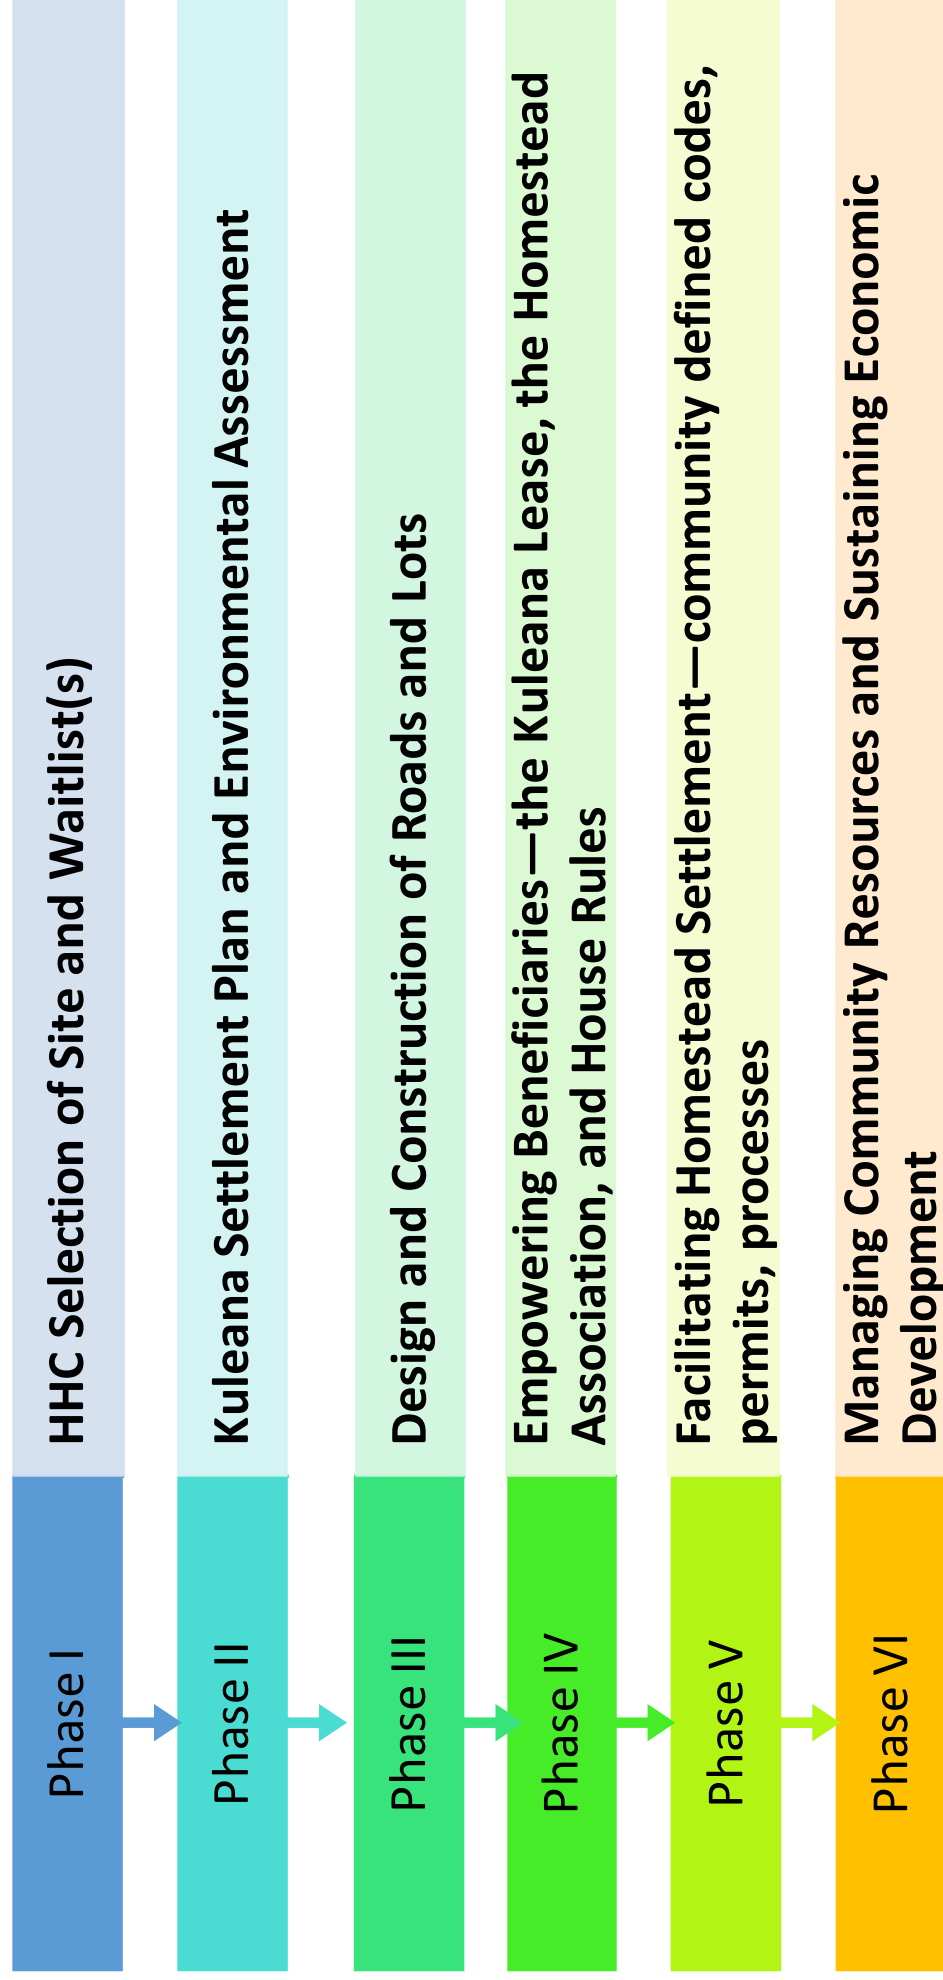 Phase I
HHC Selection of Site and Waitlist(s)
Phase II
Kuleana Settlement Plan and Environmental Assessment
Phase III
Design and Construction of Roads and Lots
Phase IV
Empowering Beneficiaries—the Kuleana Lease, the Homestead
Association, and House Rules
Phase V
Facilitating Homestead Settlement—community defined codes,
permits, processes
Phase VI
Managing Community Resources and Sustaining Economic
Development